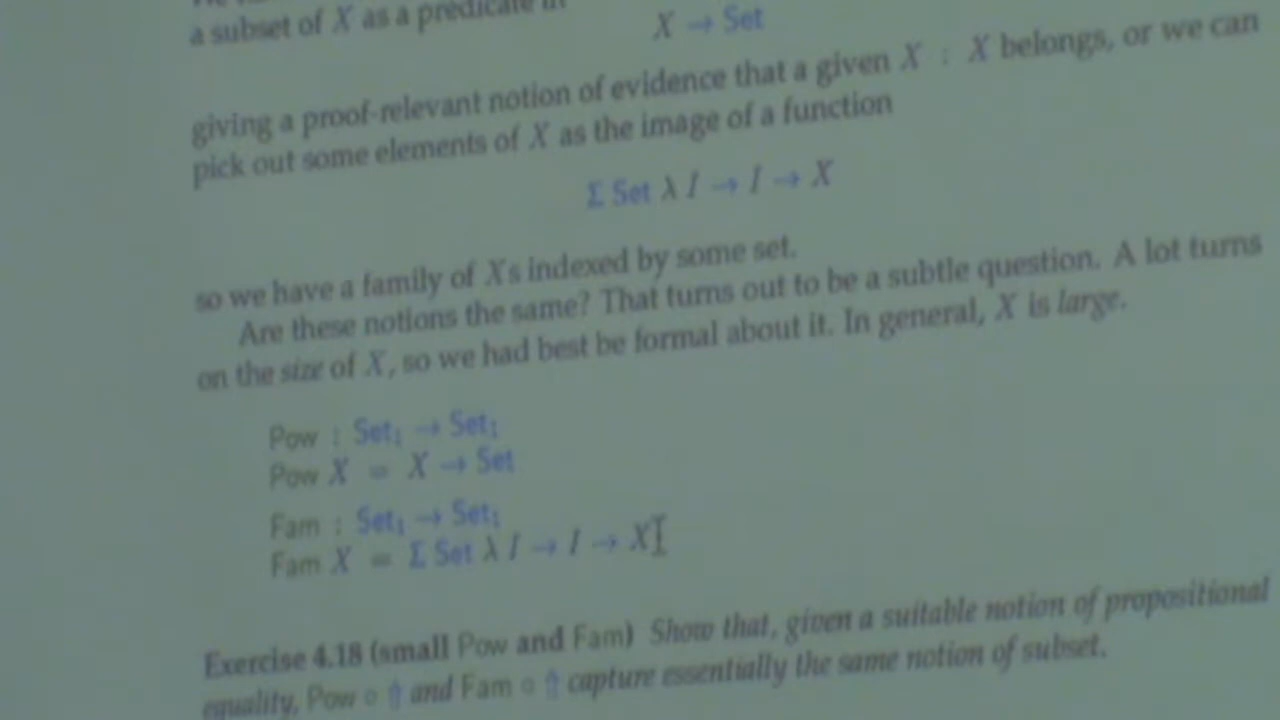 a subset of X as a predicate in
X → Set
giving a proof-relevant notion of evidence that a given X : X belongs, or we can
pick out some elements of X as the image of a function
Σ Set λ I → I → X
so we have a family of Xs indexed by some set.
Are these notions the same? That turns out to be a subtle question. A lot turns
on the size of X, so we had best be formal about it. In general, X is large.
Pow : Set₁ → Set₁
Pow X = X → Set
Fam : Set₁ → Set₁
Fam X = Σ Set λ I → I → X
Exercise 4.18 (small Pow and Fam) Show that, given a suitable notion of propositional
equality, Pow ∘ ⇑ and Fam ∘ ⇑ capture essentially the same notion of subset.